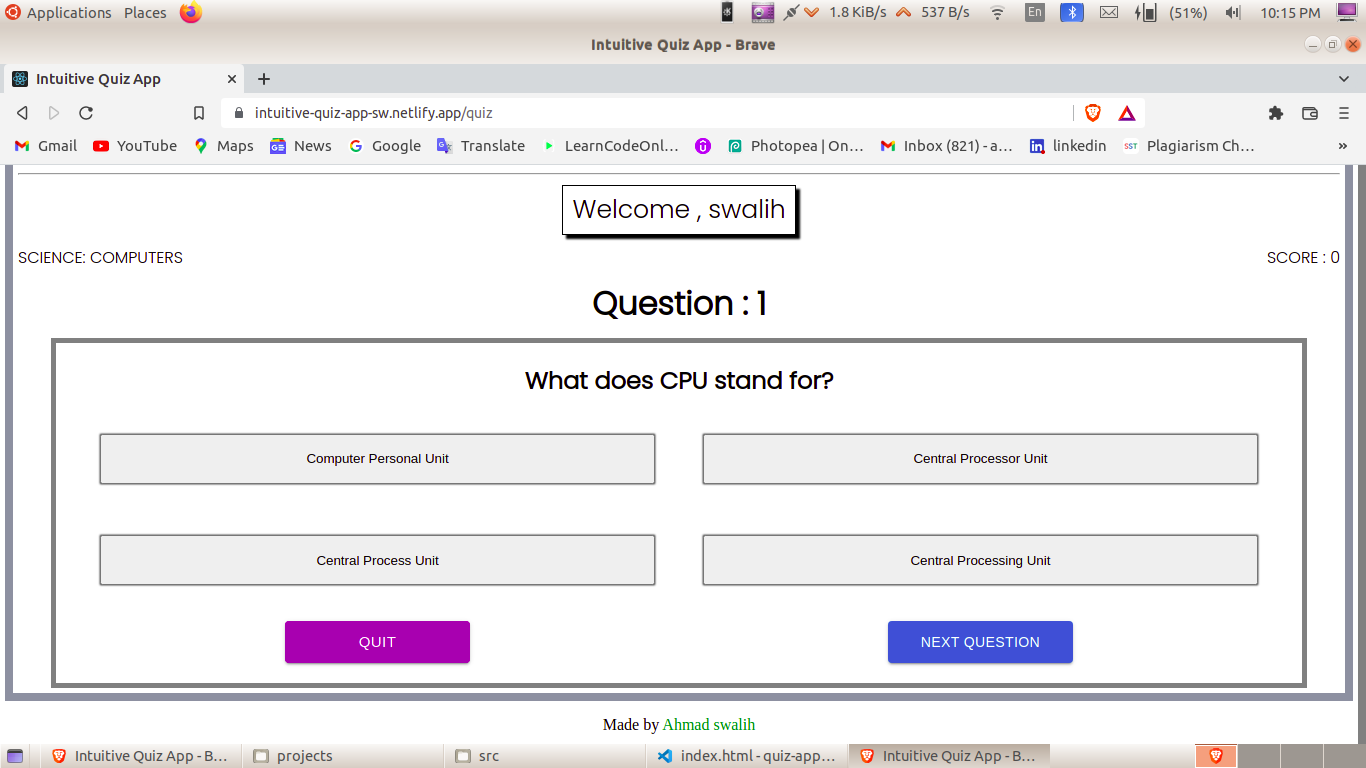 Applications Places 1.8 KiB/s 537 B/s En (51%) 10:15 PM
Intuitive Quiz App - Brave
Intuitive Quiz App
intuitive-quiz-app-sw.netlify.app/quiz
Gmail YouTube Maps News Google Translate LearnCodeOnl... Photopea | On... Inbox (821) - a... linkedin SST Plagiarism Ch...
Welcome , swalih
SCIENCE: COMPUTERS SCORE : 0
Question : 1
What does CPU stand for?
Computer Personal Unit Central Processor Unit
Central Process Unit Central Processing Unit
QUIT NEXT QUESTION
Made by Ahmad swalih
Intuitive Quiz App - B... projects src index.html - quiz-app... Intuitive Quiz App - B...